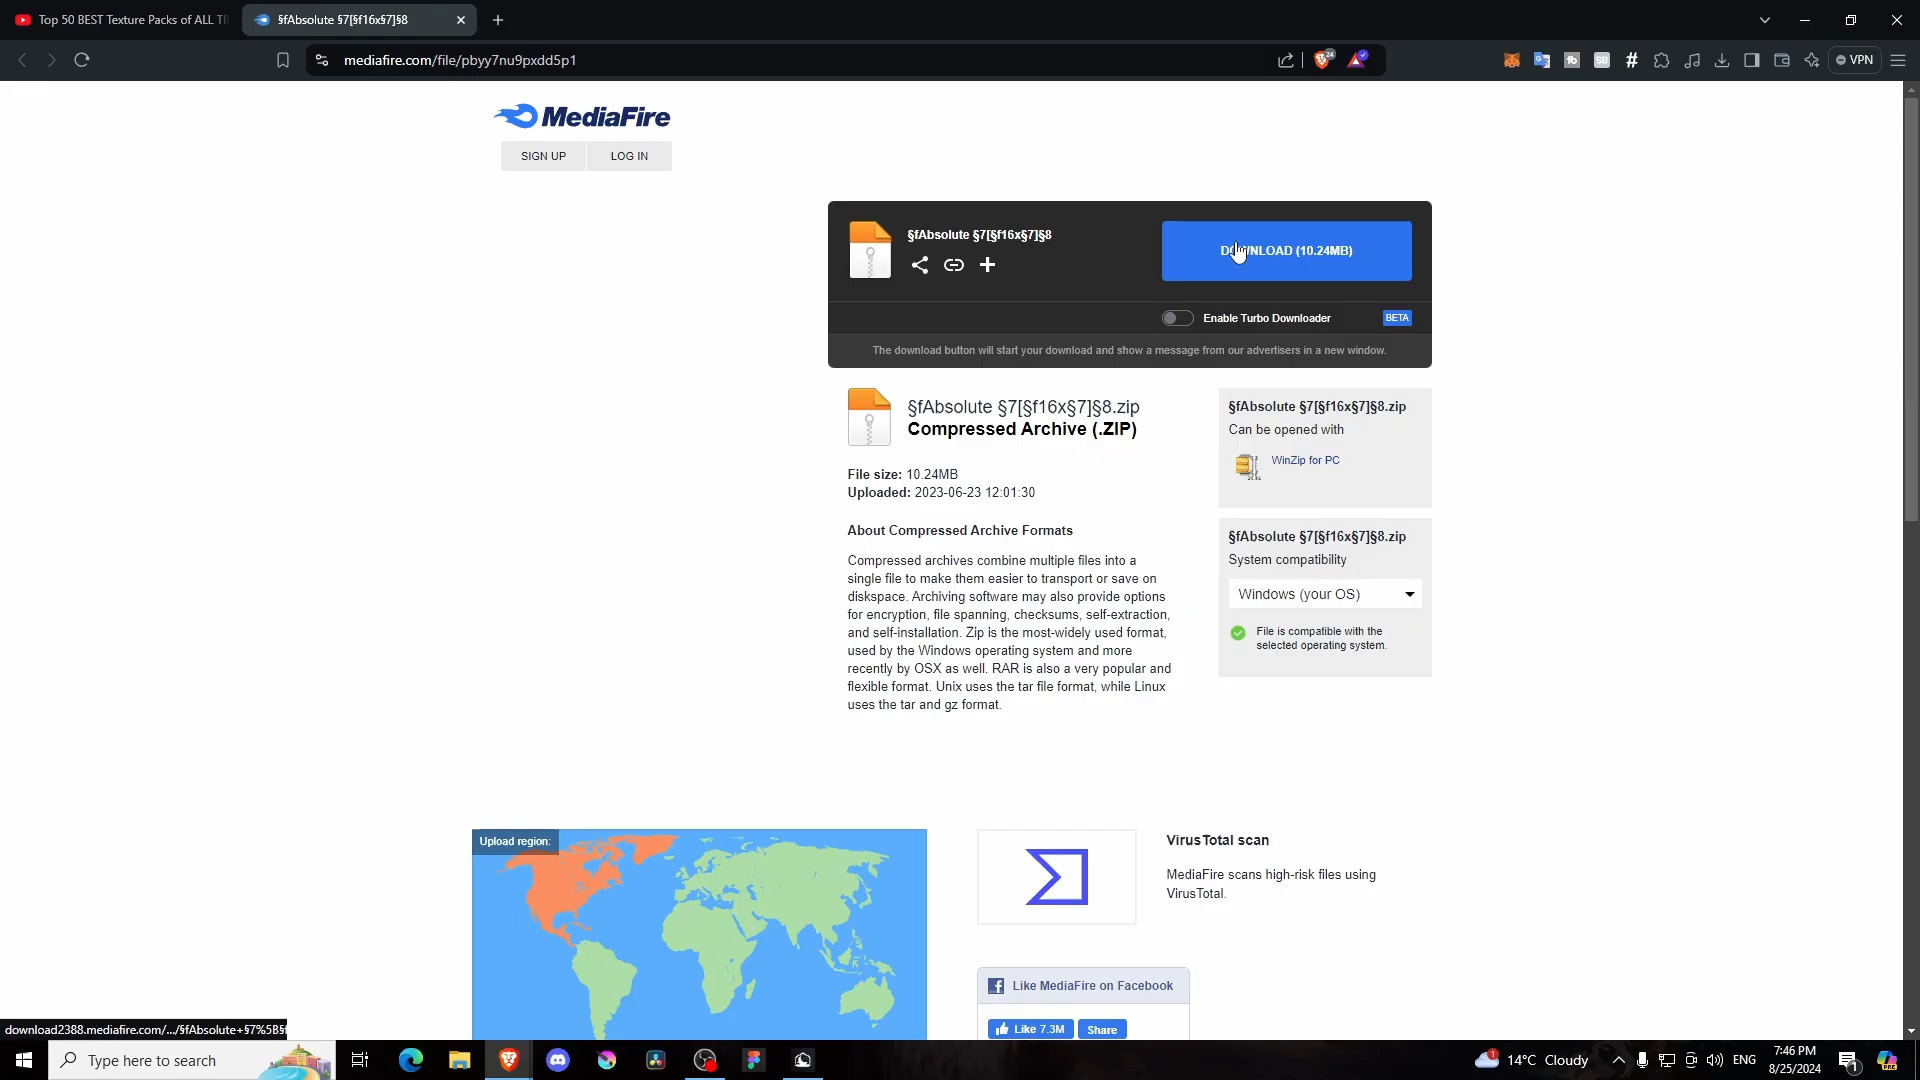 Top 50 BEST Texture Packs of ALL TI
§fAbsolute §7[§f16x§7]§8
mediafire.com/file/pbyy7nu9pxdd5p1
24
VPN
MediaFire
SIGN UP
LOG IN
§fAbsolute §7[§f16x§7]§8
DOWNLOAD (10.24MB)
Enable Turbo Downloader
BETA
The download button will start your download and show a message from our advertisers in a new window.
§fAbsolute §7[§f16x§7]§8.zip
Compressed Archive (.ZIP)
File size: 10.24MB
Uploaded: 2023-06-23 12:01:30
About Compressed Archive Formats
Compressed archives combine multiple files into a
single file to make them easier to transport or save on
diskspace. Archiving software may also provide options
for encryption, file spanning, checksums, self-extraction,
and self-installation. Zip is the most-widely used format,
used by the Windows operating system and more
recently by OSX as well. RAR is also a very popular and
flexible format. Unix uses the tar file format, while Linux
uses the tar and gz format.
§fAbsolute §7[§f16x§7]§8.zip
Can be opened with
WinZip for PC
§fAbsolute §7[§f16x§7]§8.zip
System compatibility
Windows (your OS)
File is compatible with the
selected operating system.
Upload region:
VirusTotal scan
MediaFire scans high-risk files using
VirusTotal.
Like MediaFire on Facebook
Like 7.3M
Share
download2388.mediafire.com/.../§fAbsolute+§7%5B§f
Type here to search
1
14°C Cloudy
ENG
7:46 PM
8/25/2024
1
PRE